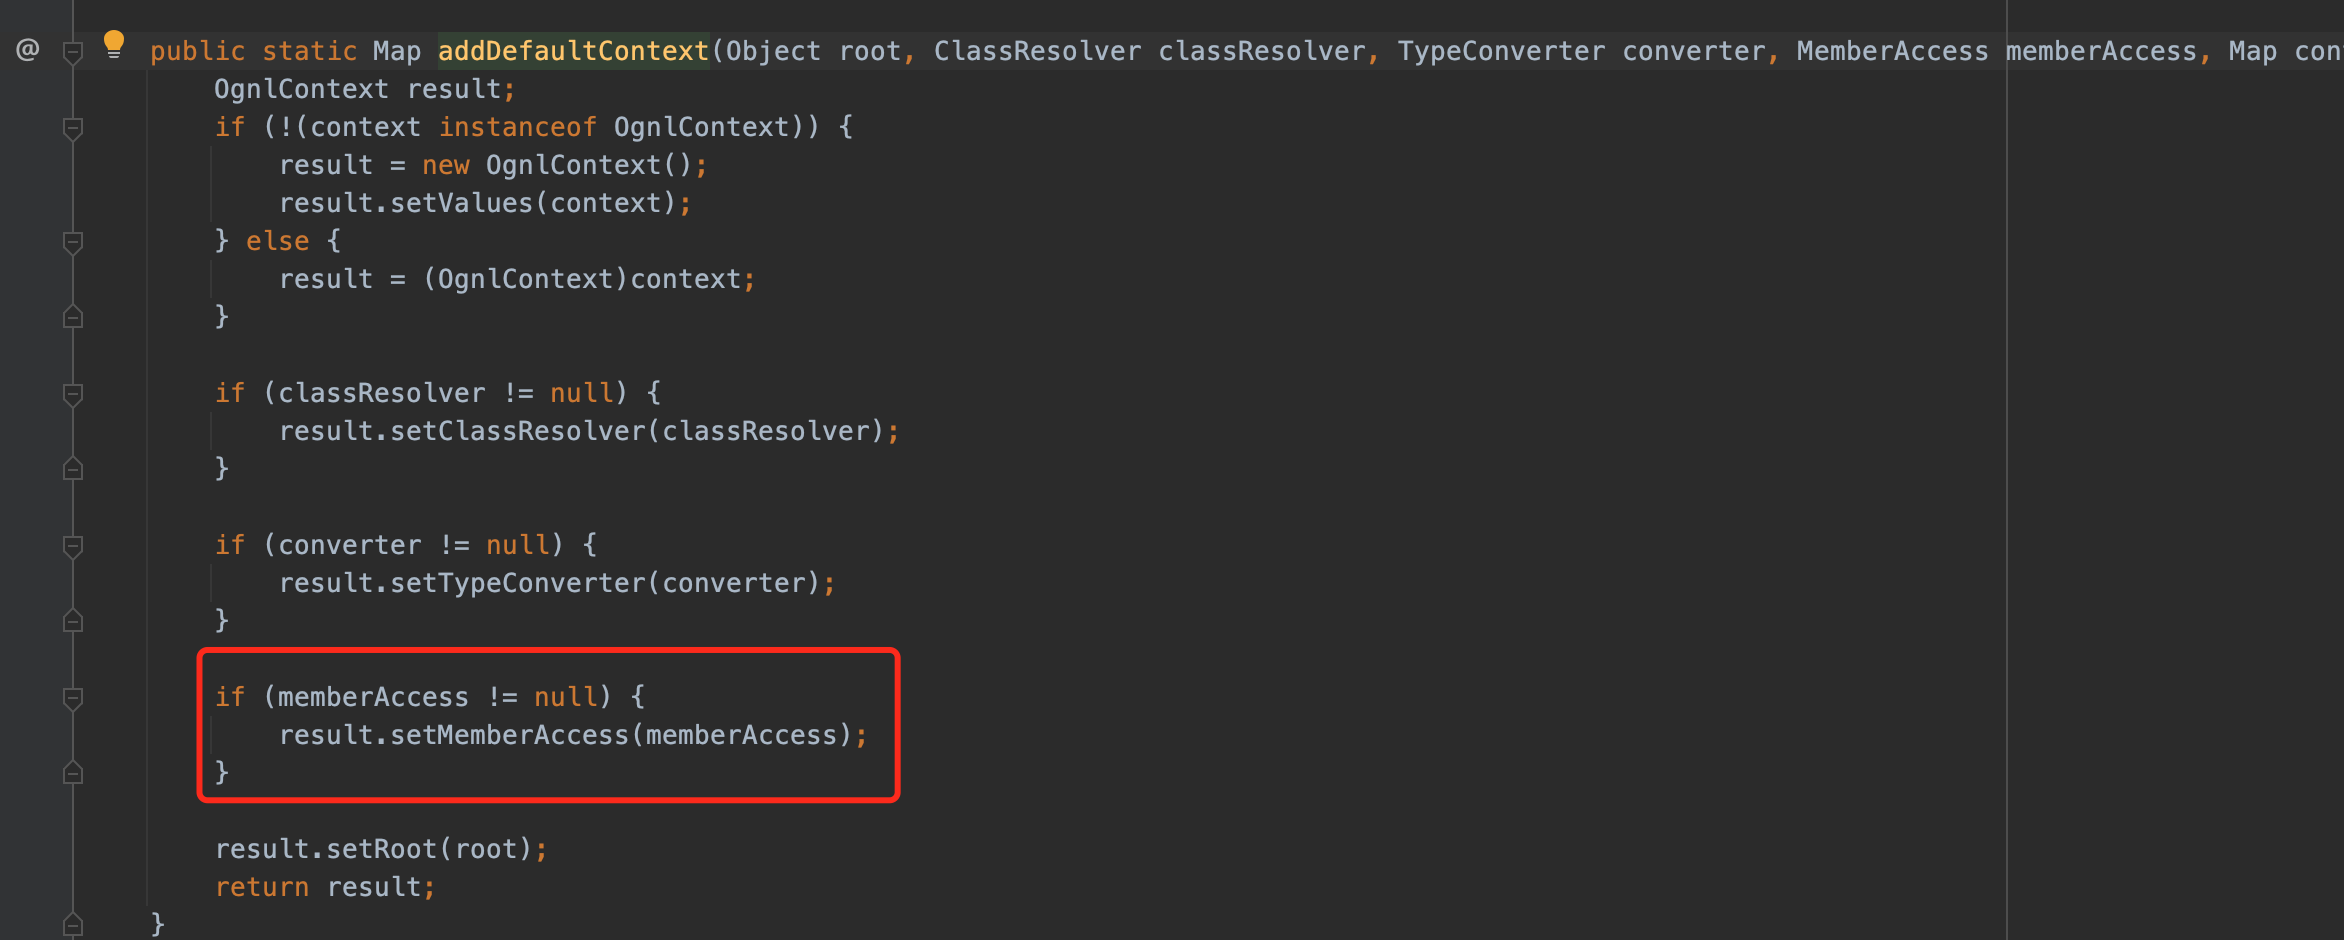 @ public static Map addDefaultContext(Object root, ClassResolver classResolver, TypeConverter converter, MemberAccess memberAccess, Map con
OgnlContext result;
if (!(context instanceof OgnlContext)) {
result = new OgnlContext();
result.setValues(context);
} else {
result = (OgnlContext)context;
}
if (classResolver != null) {
result.setClassResolver(classResolver);
}
if (converter != null) {
result.setTypeConverter(converter);
}
if (memberAccess != null) {
result.setMemberAccess(memberAccess);
}
result.setRoot(root);
return result;
}